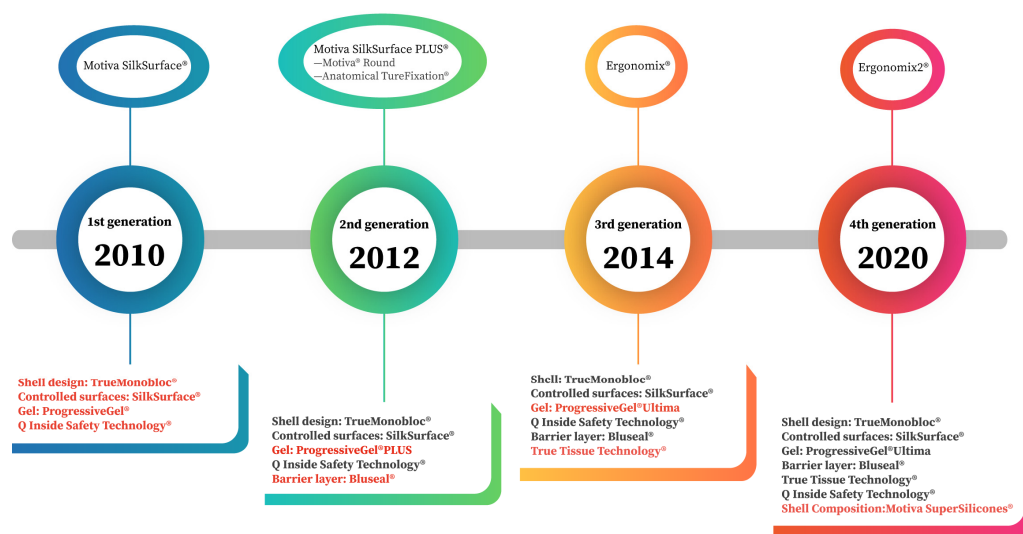 Motiva SilkSurface®
Motiva SilkSurface PLUS®
—Motiva® Round
—Anatomical TureFixation®
Ergonomix®
Ergonomix2®
1st generation
2010
2nd generation
2012
3rd generation
2014
4th generation
2020
Shell design: TrueMonobloc®
Controlled surfaces: SilkSurface®
Gel: ProgressiveGel®
Q Inside Safety Technology®
Shell design: TrueMonobloc®
Controlled surfaces: SilkSurface®
Gel: ProgressiveGel®PLUS
Q Inside Safety Technology®
Barrier layer: Bluseal®
Shell: TrueMonobloc®
Controlled surfaces: SilkSurface®
Gel: ProgressiveGel®Ultima
Q Inside Safety Technology®
Barrier layer: Bluseal®
True Tissue Technology®
Shell design: TrueMonobloc®
Controlled surfaces: SilkSurface®
Gel: ProgressiveGel®Ultima
Barrier layer: Bluseal®
True Tissue Technology®
Q Inside Safety Technology®
Shell Composition:Motiva SuperSilicones®